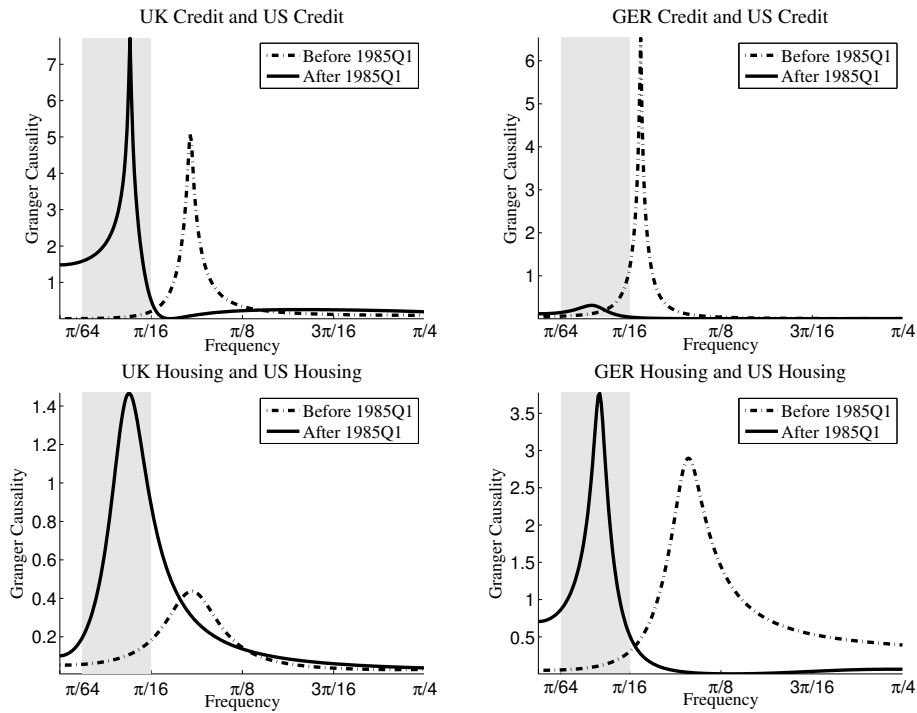 UK Credit and US Credit
Granger Causality
7
6
5
4
3
2
1
Before 1985Q1
After 1985Q1
π/64 π/16 π/8 3π/16 π/4
Frequency
GER Credit and US Credit
Granger Causality
6
5
4
3
2
1
Before 1985Q1
After 1985Q1
π/64 π/16 π/8 3π/16 π/4
Frequency
UK Housing and US Housing
Granger Causality
1.4
1.2
1
0.8
0.6
0.4
0.2
Before 1985Q1
After 1985Q1
π/64 π/16 π/8 3π/16 π/4
Frequency
GER Housing and US Housing
Granger Causality
3.5
3
2.5
2
1.5
1
0.5
Before 1985Q1
After 1985Q1
π/64 π/16 π/8 3π/16 π/4
Frequency